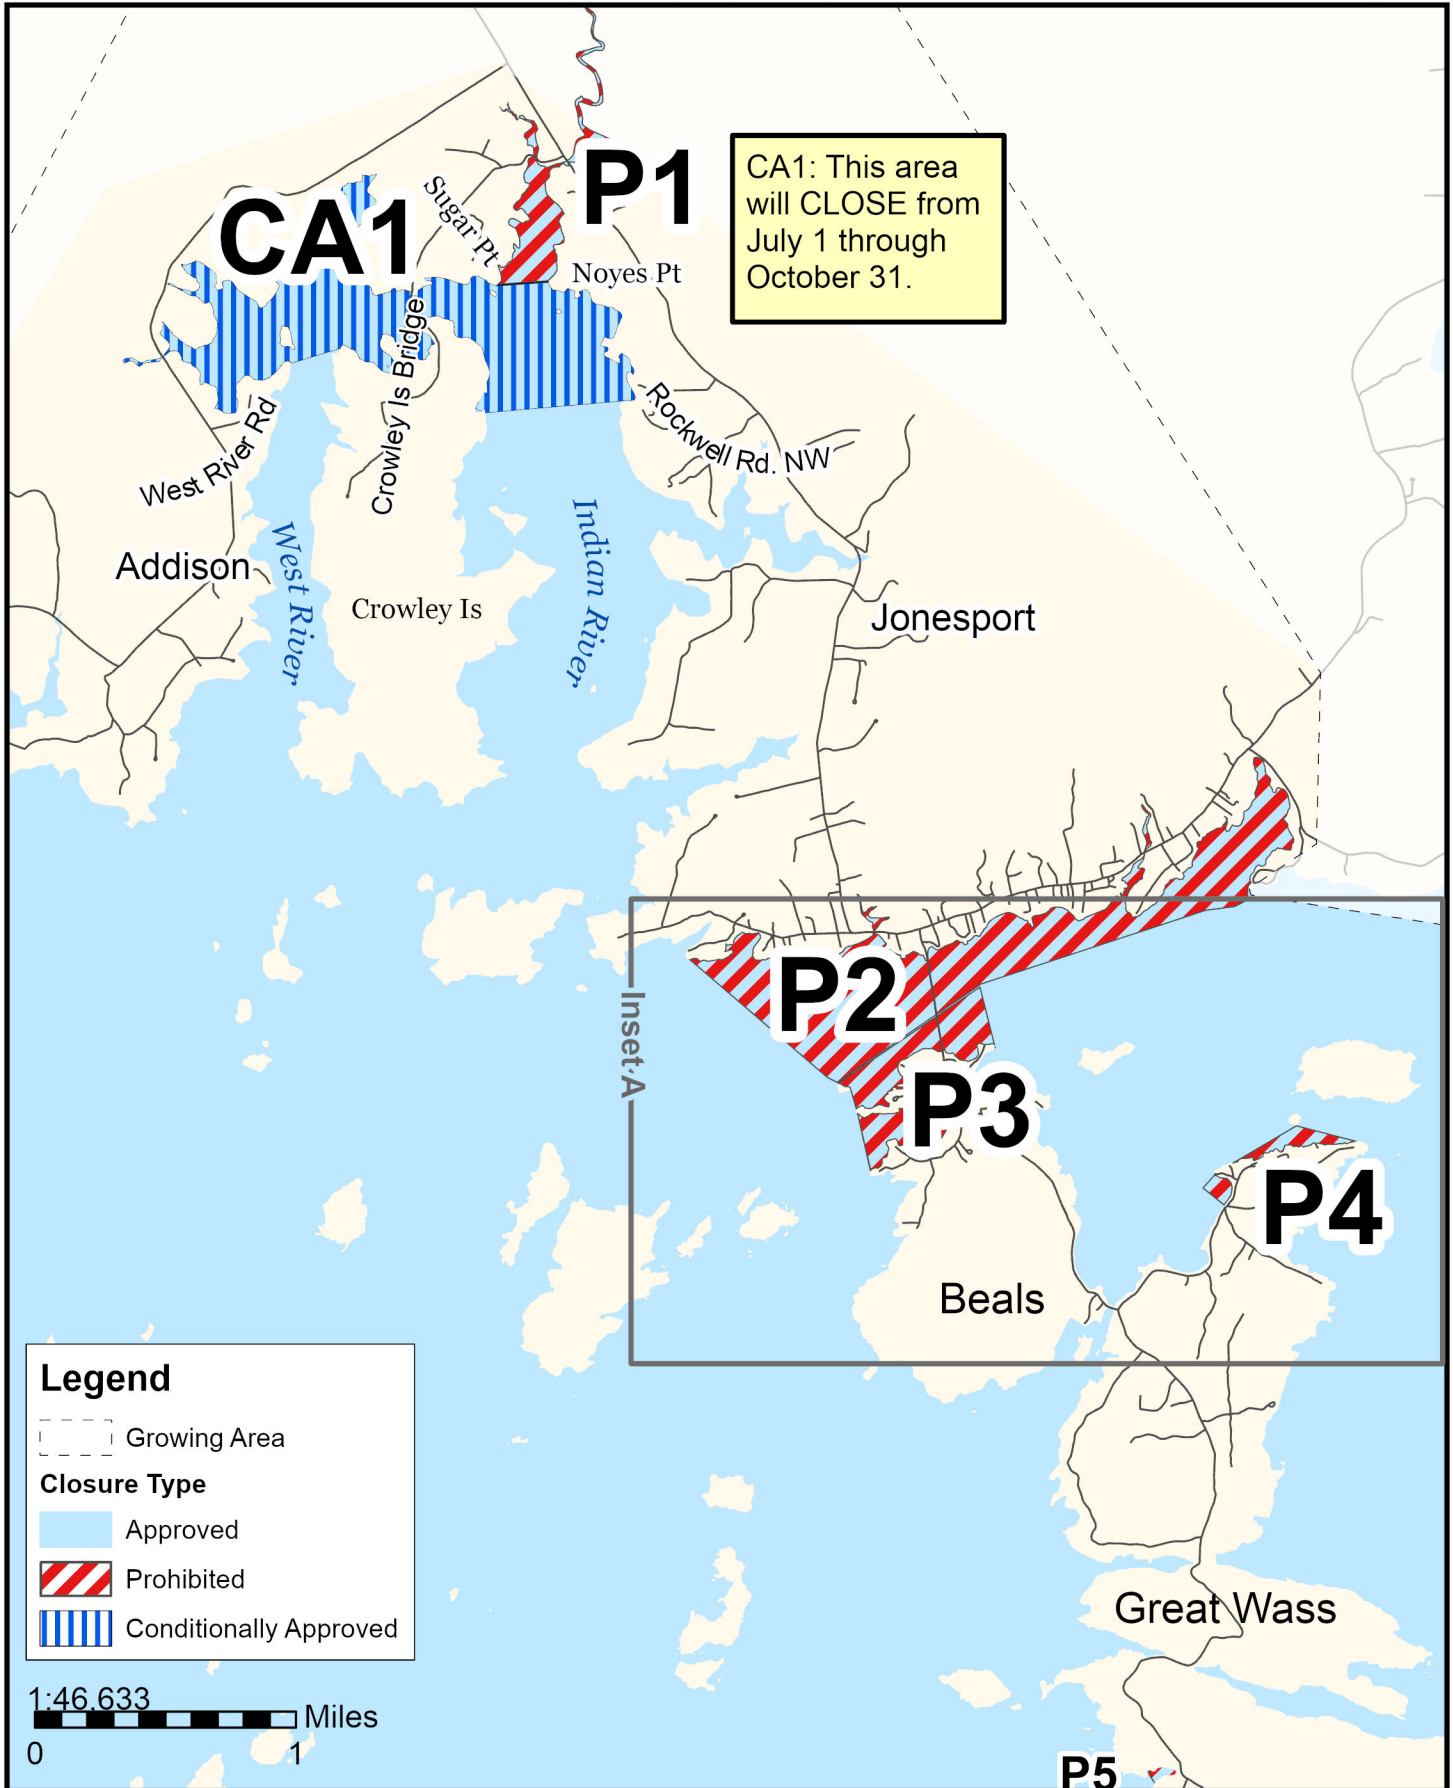 P1
CA1: This area
will CLOSE from
July 1 through
October 31.
CA1
Sugar Pt
Noyes Pt
Crowley Is Bridge
West River Rd
Rockwell Rd. NW
Addison
West River
Crowley Is
Indian River
Jonesport
P2
Inset A
P3
P4
Beals
Legend
Growing Area
Closure Type
Approved
Prohibited
Conditionally Approved
Great Wass
1:46,633
Miles
0 1
P5